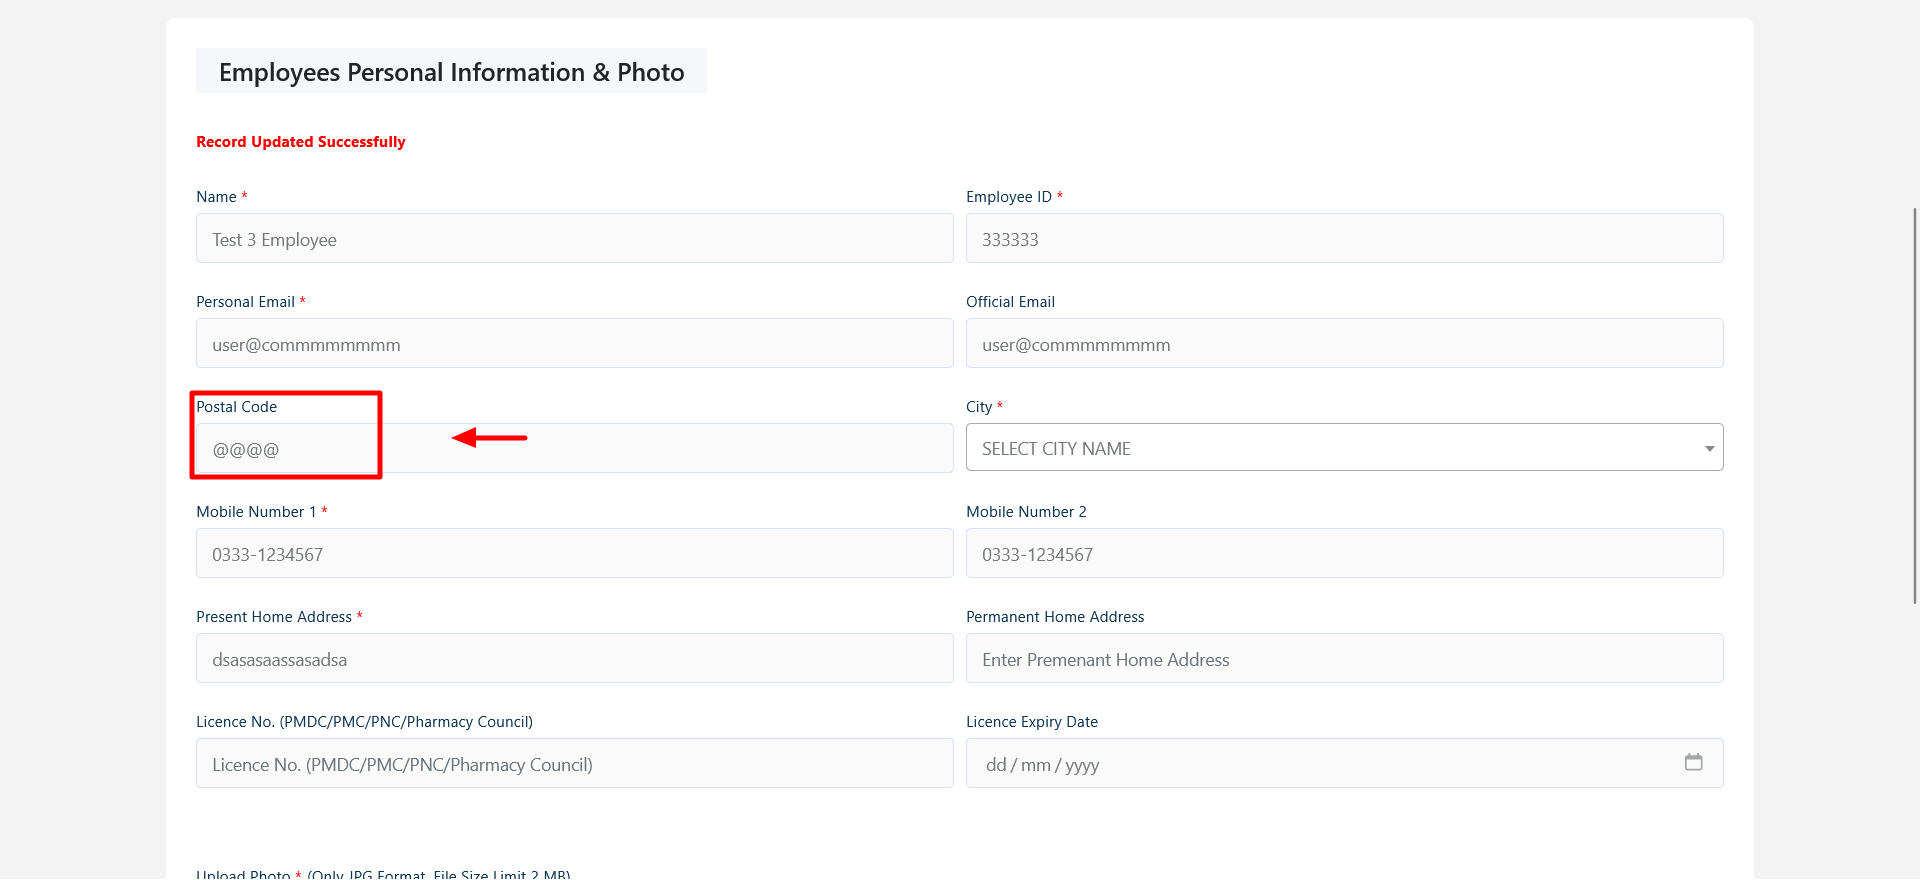 Employees Personal Information & Photo
Record Updated Successfully
Name *
Employee ID *
Test 3 Employee
333333
Personal Email *
Official Email
user@commmmmmmm
user@commmmmmmm
Postal Code
City *
@@@@
SELECT CITY NAME
Mobile Number 1 *
Mobile Number 2
0333-1234567
0333-1234567
Present Home Address *
Permanent Home Address
dsasasaassasadsa
Enter Premenant Home Address
Licence No. (PMDC/PMC/PNC/Pharmacy Council)
Licence Expiry Date
Licence No. (PMDC/PMC/PNC/Pharmacy Council)
dd / mm / yyyy
Upload Photo * (Only JPG Format, File Size Limit 2 MB)